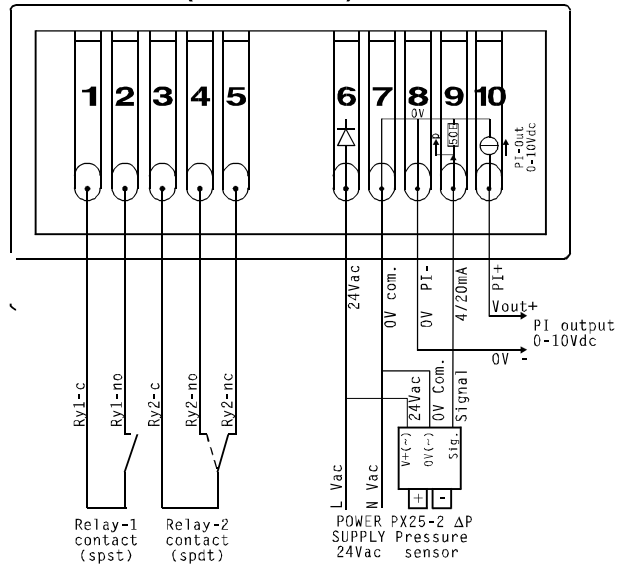 1 2 3 4 5 6 7 8 9 10
0V
50E
P
PI-Out
0-10Vdc
24Vac
0V com.
0V PI-
4/20mA
PI+
Vout+
PI output
0-10Vdc
0V -
Ry1-c
Ry1-no
Ry2-c
Ry2-no
Ry2-nc
24Vac
0V Com.
Signal
V+(~)
0V(~)
Sig.
+ -
L Vac
N Vac
Relay-1
contact
(spst)
Relay-2
contact
(spdt)
POWER
SUPPLY
24Vac
PX25-2 ΔP
Pressure
sensor